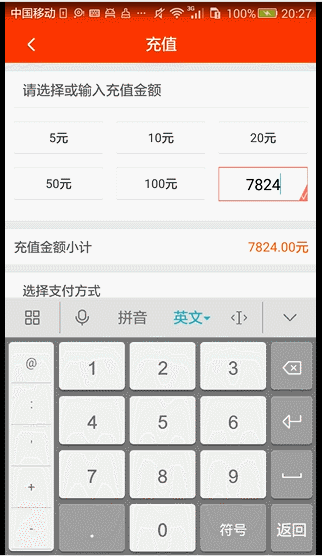 中国移动 3G 100% 20:27
充值
请选择或输入充值金额
5元 10元 20元
50元 100元 7824
充值金额小计 7824.00元
选择支付方式
拼音 英文
@ 1 2 3
: 4 5 6
' 7 8 9
+
- . 0 符号 返回